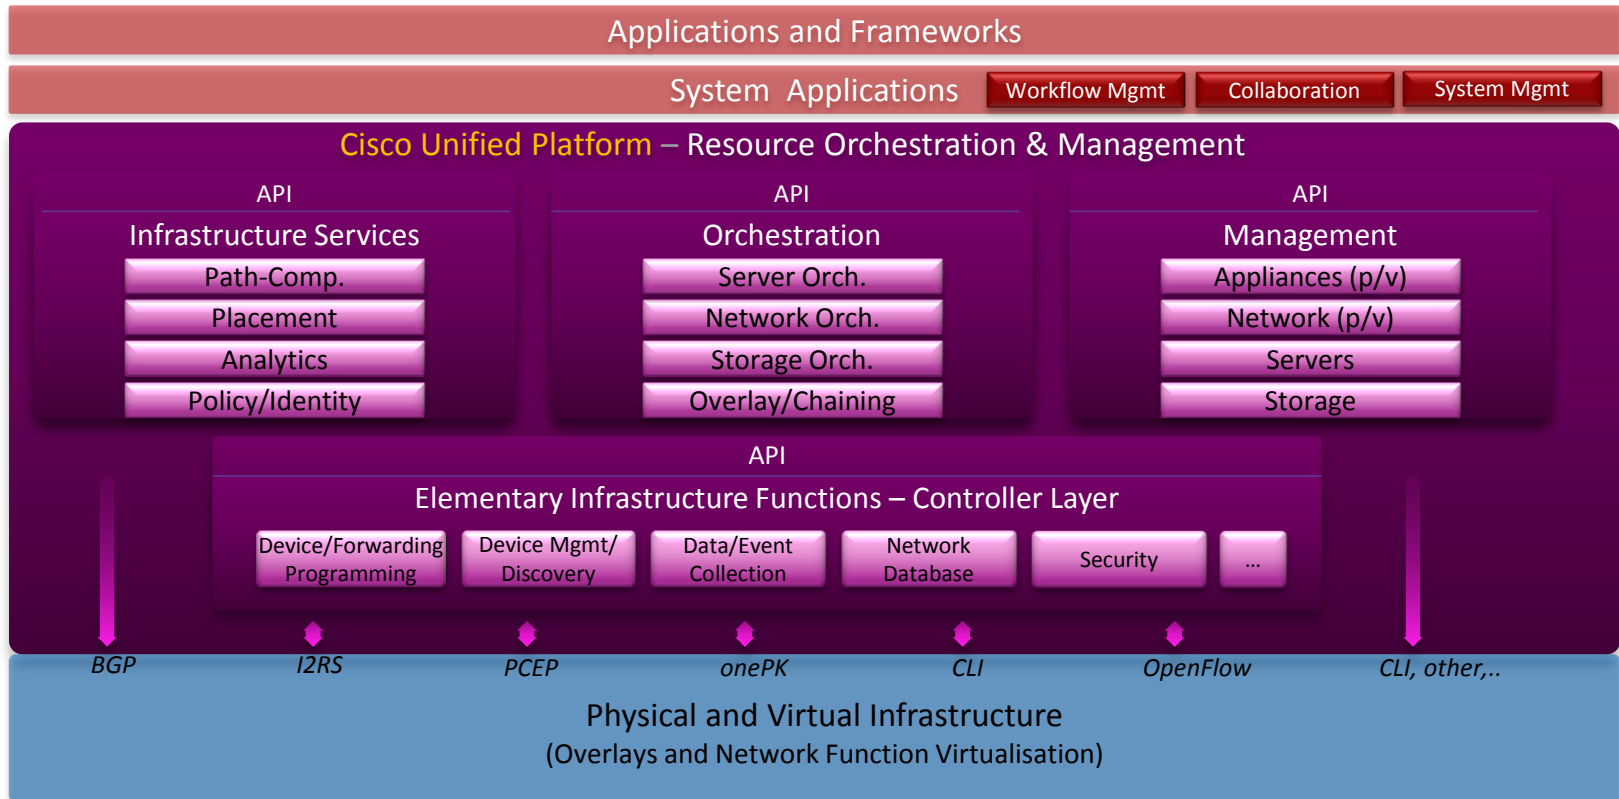 Applications and Frameworks
System Applications
Workflow Mgmt
Collaboration
System Mgmt
Cisco Unified Platform – Resource Orchestration & Management
API
Infrastructure Services
Path-Comp.
Placement
Analytics
Policy/Identity
API
Orchestration
Server Orch.
Network Orch.
Storage Orch.
Overlay/Chaining
API
Management
Appliances (p/v)
Network (p/v)
Servers
Storage
API
Elementary Infrastructure Functions – Controller Layer
Device/Forwarding
Programming
Device Mgmt/
Discovery
Data/Event
Collection
Network
Database
Security
...
BGP
I2RS
PCEP
onePK
CLI
OpenFlow
CLI, other,..
Physical and Virtual Infrastructure
(Overlays and Network Function Virtualisation)